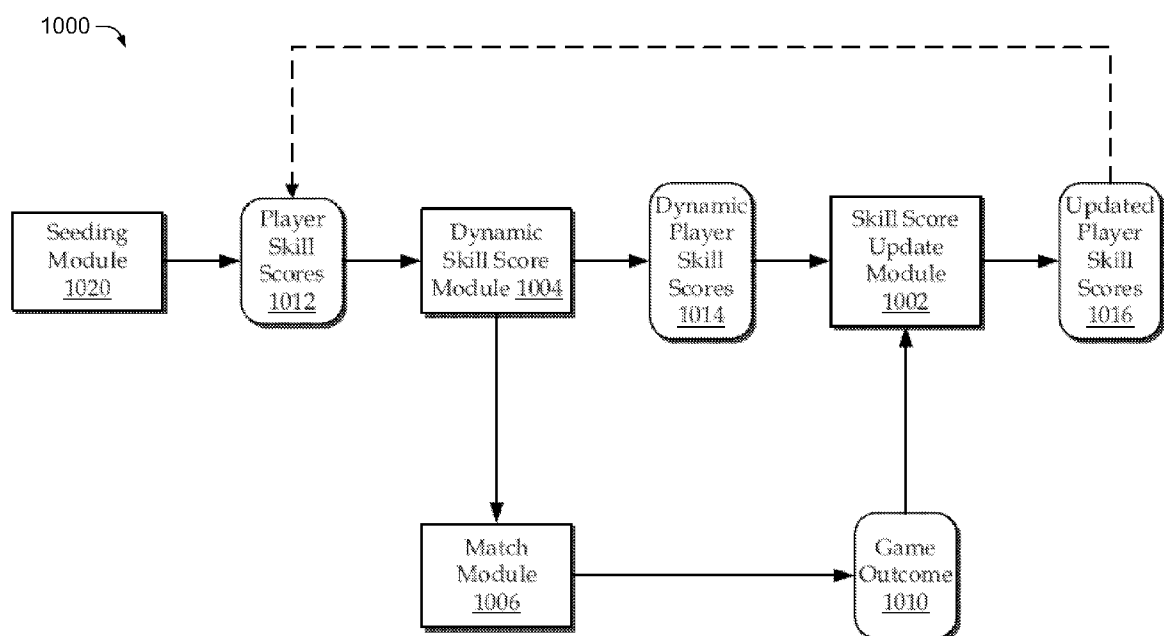 1000
Seeding
Module
1020
Player
Skill
Scores
1012
Dynamic
Skill Score
Module 1004
Dynamic
Player
Skill
Scores
1014
Skill Score
Update
Module
1002
Updated
Player
Skill
Scores
1016
Match
Module
1006
Game
Outcome
1010